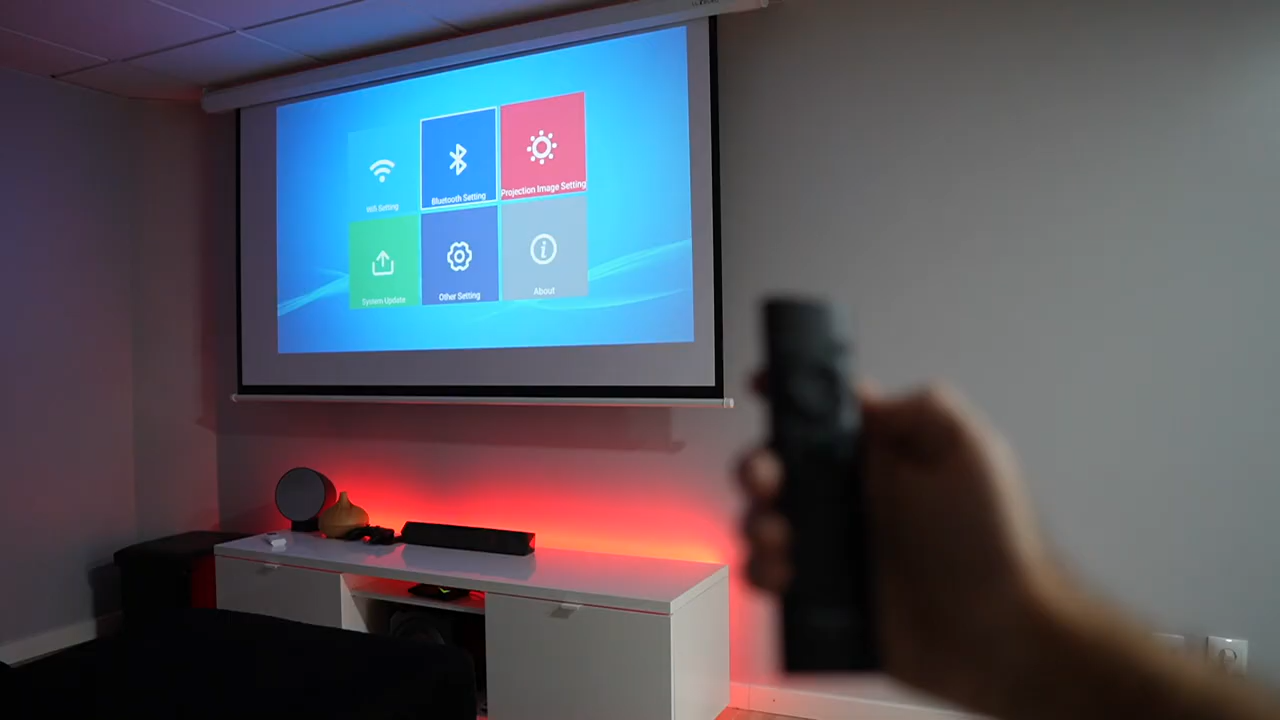 Wifi Setting
Bluetooth Setting
Projection Image Setting
System Update
Other Setting
About